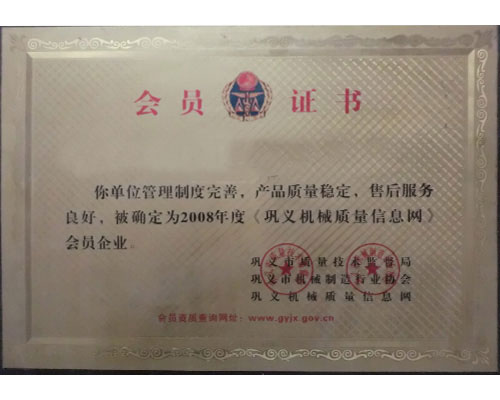 会员证书
你单位管理制度完善，产品质量稳定，售后服务
良好，被确定为2008年度《巩义机械质量信息网》
会员企业。
巩义市质量技术监督局
巩义市机械制造行业协会
巩义机械质量信息网
会员资质查询网址：www.gyjx.gov.cn